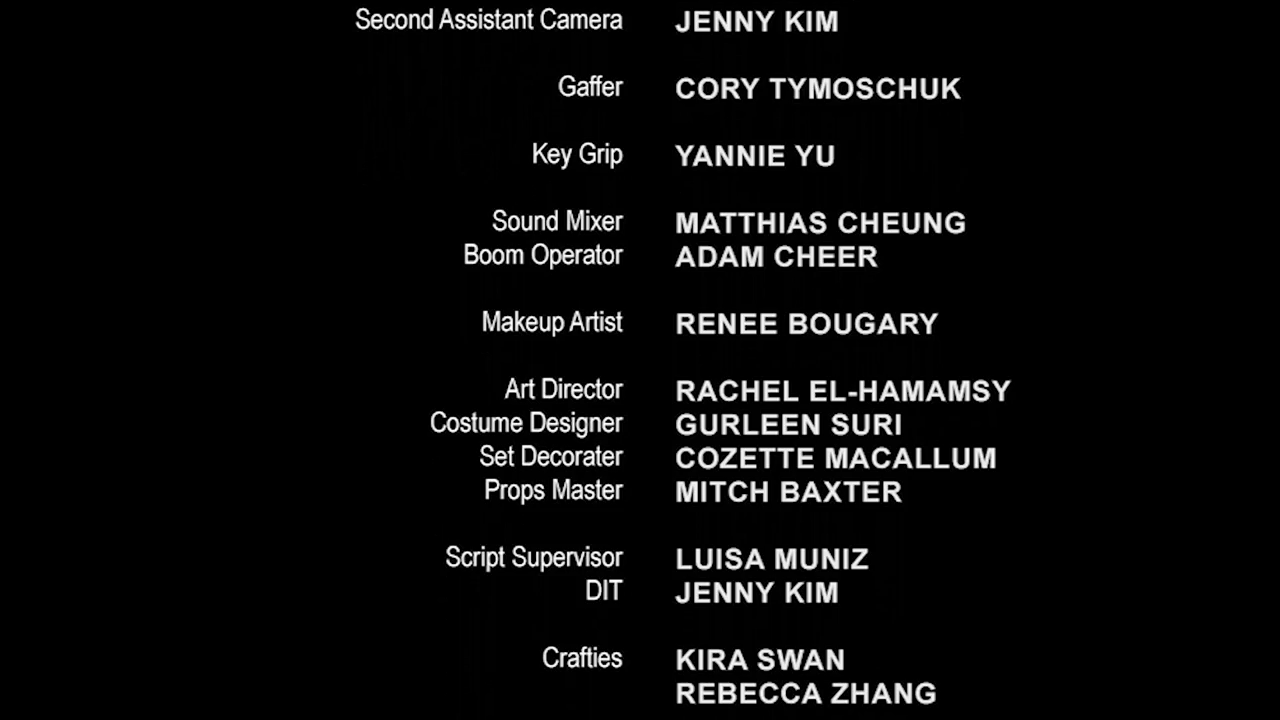 Second Assistant Camera JENNY KIM
Gaffer CORY TYMOSCHUK
Key Grip YANNIE YU
Sound Mixer MATTHIAS CHEUNG
Boom Operator ADAM CHEER
Makeup Artist RENEE BOUGARY
Art Director RACHEL EL-HAMAMSY
Costume Designer GURLEEN SURI
Set Decorater COZETTE MACALLUM
Props Master MITCH BAXTER
Script Supervisor LUISA MUNIZ
DIT JENNY KIM
Crafties KIRA SWAN
REBECCA ZHANG